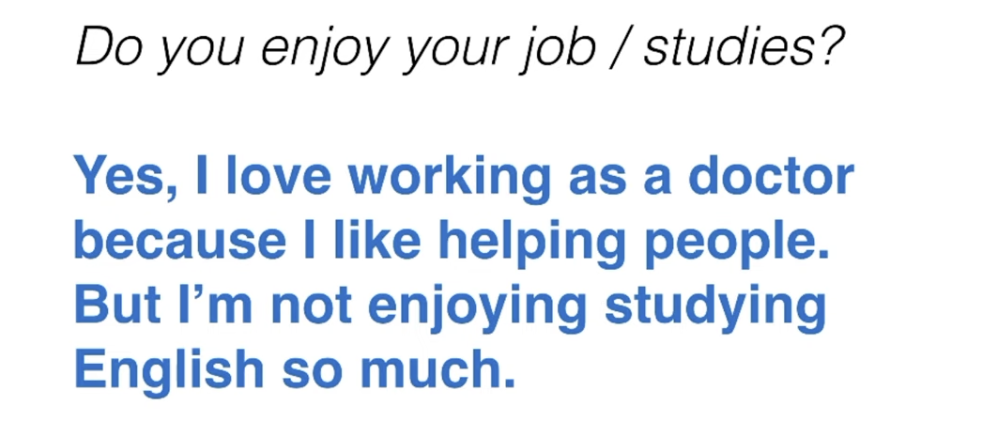 Do you enjoy your job / studies?
Yes, I love working as a doctor
because I like helping people.
But I’m not enjoying studying
English so much.